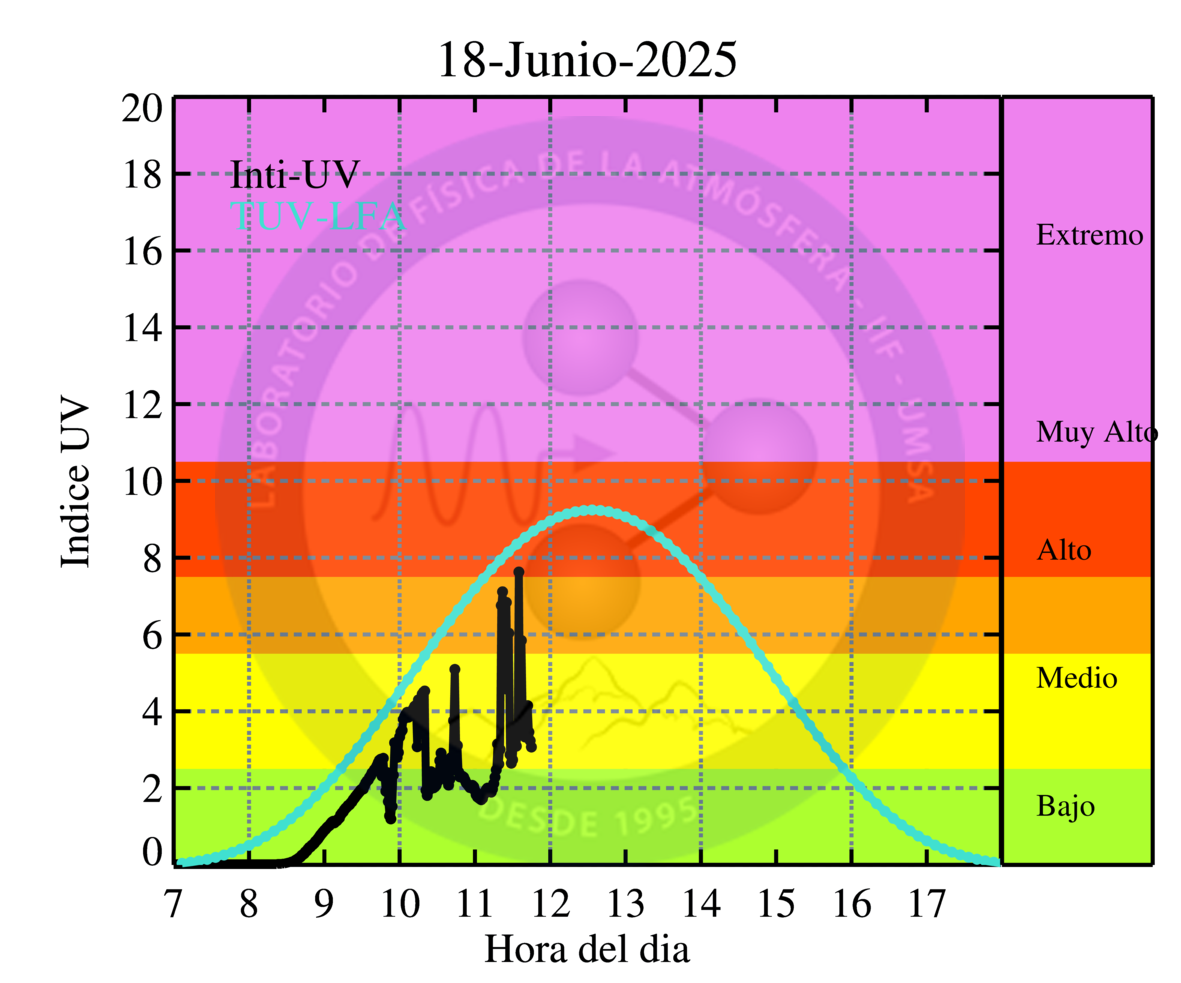 18-Junio-2025
20
18
16
14
12
10
8
6
4
2
0
Indice UV
Inti-UV
TUV-LFA
LABORATORIO DE FÍSICA DE LA ATMÓSFERA - IIF - UMSA
DESDE 1995
Extremo
Muy Alto
Alto
Medio
Bajo
7 8 9 10 11 12 13 14 15 16 17
Hora del dia